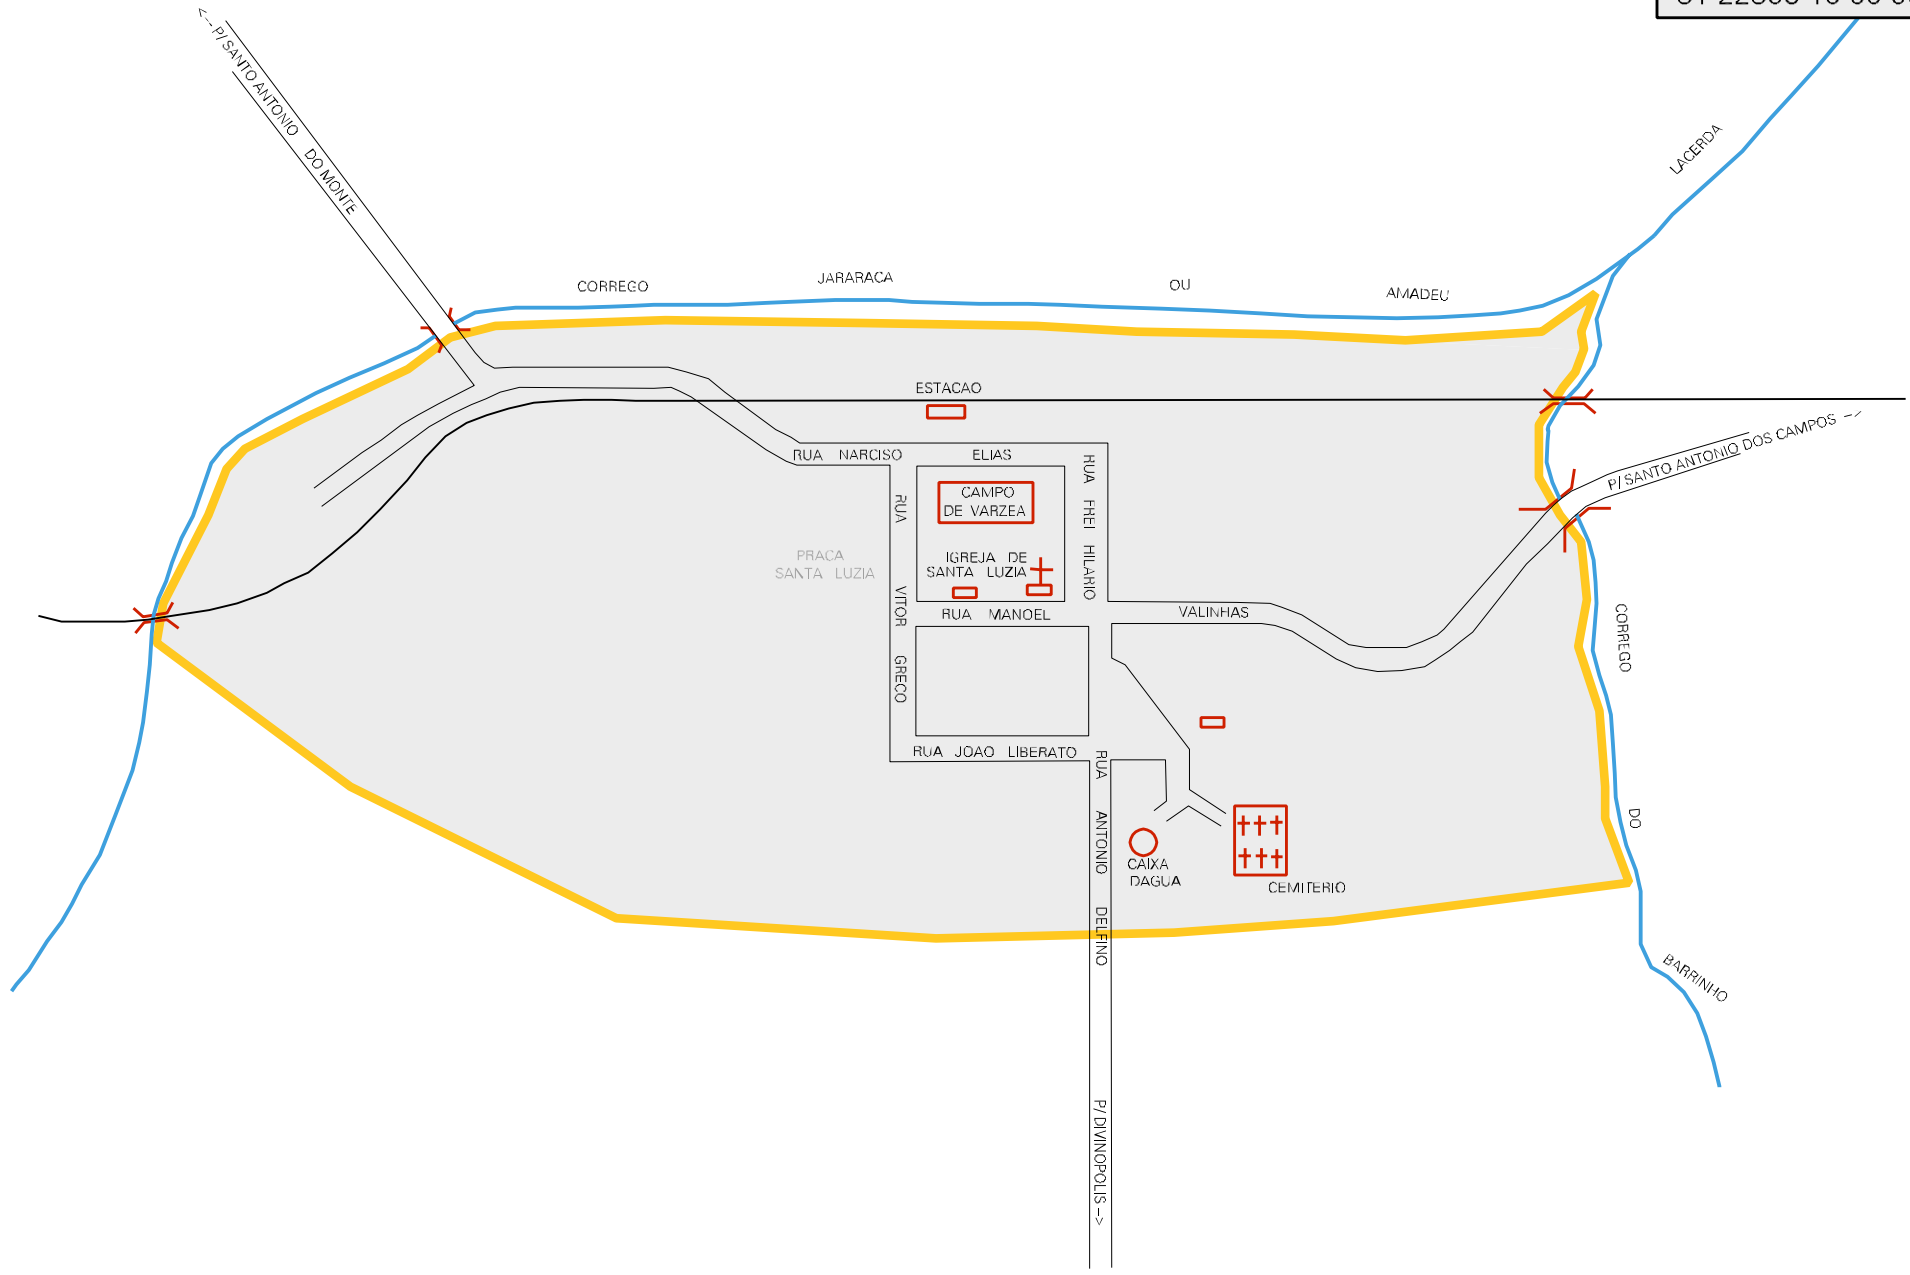 <-- P/ SANTO ANTONIO DO MONTE
LACERDA
CORREGO JARARACA OU AMADEU
ESTACAO
P/ SANTO ANTONIO DOS CAMPOS -->
RUA NARCISO ELIAS
RUA FREI HILARIO
CAMPO
DE VARZEA
RUA VITOR GRECO
PRACA
SANTA LUZIA
IGREJA DE
SANTA LUZIA
RUA MANOEL VALINHAS
CORREGO DO BARRINHO
RUA JOAO LIBERATO
RUA ANTONIO DELFINO
CAIXA
DAGUA
CEMITERIO
P/ DIVINOPOLIS -->